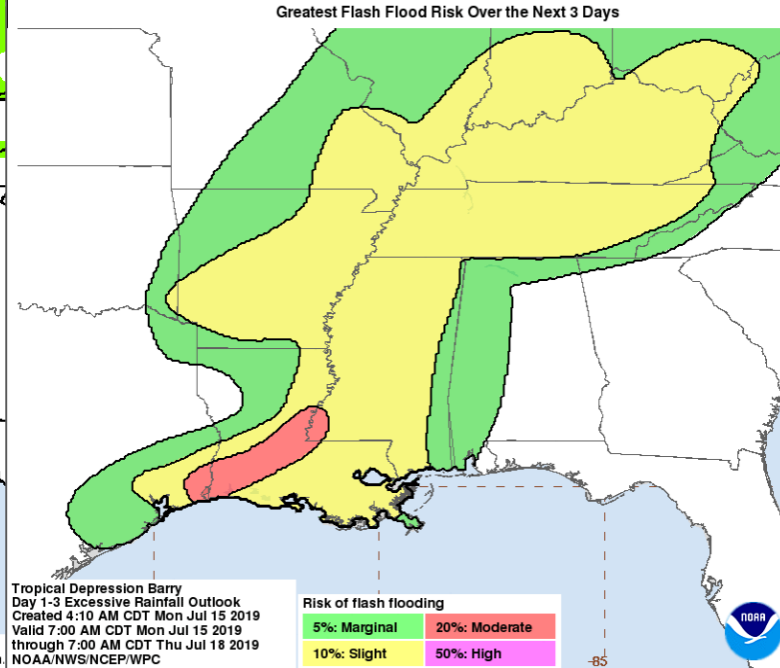 Greatest Flash Flood Risk Over the Next 3 Days
Tropical Depression Barry
Day 1-3 Excessive Rainfall Outlook
Created 4:10 AM CDT Mon Jul 15 2019
Valid 7:00 AM CDT Mon Jul 15 2019
through 7:00 AM CDT Thu Jul 18 2019
NOAA/NWS/NCEP/WPC
Risk of flash flooding
5%: Marginal
20%: Moderate
10%: Slight
50%: High
-85
NOAA